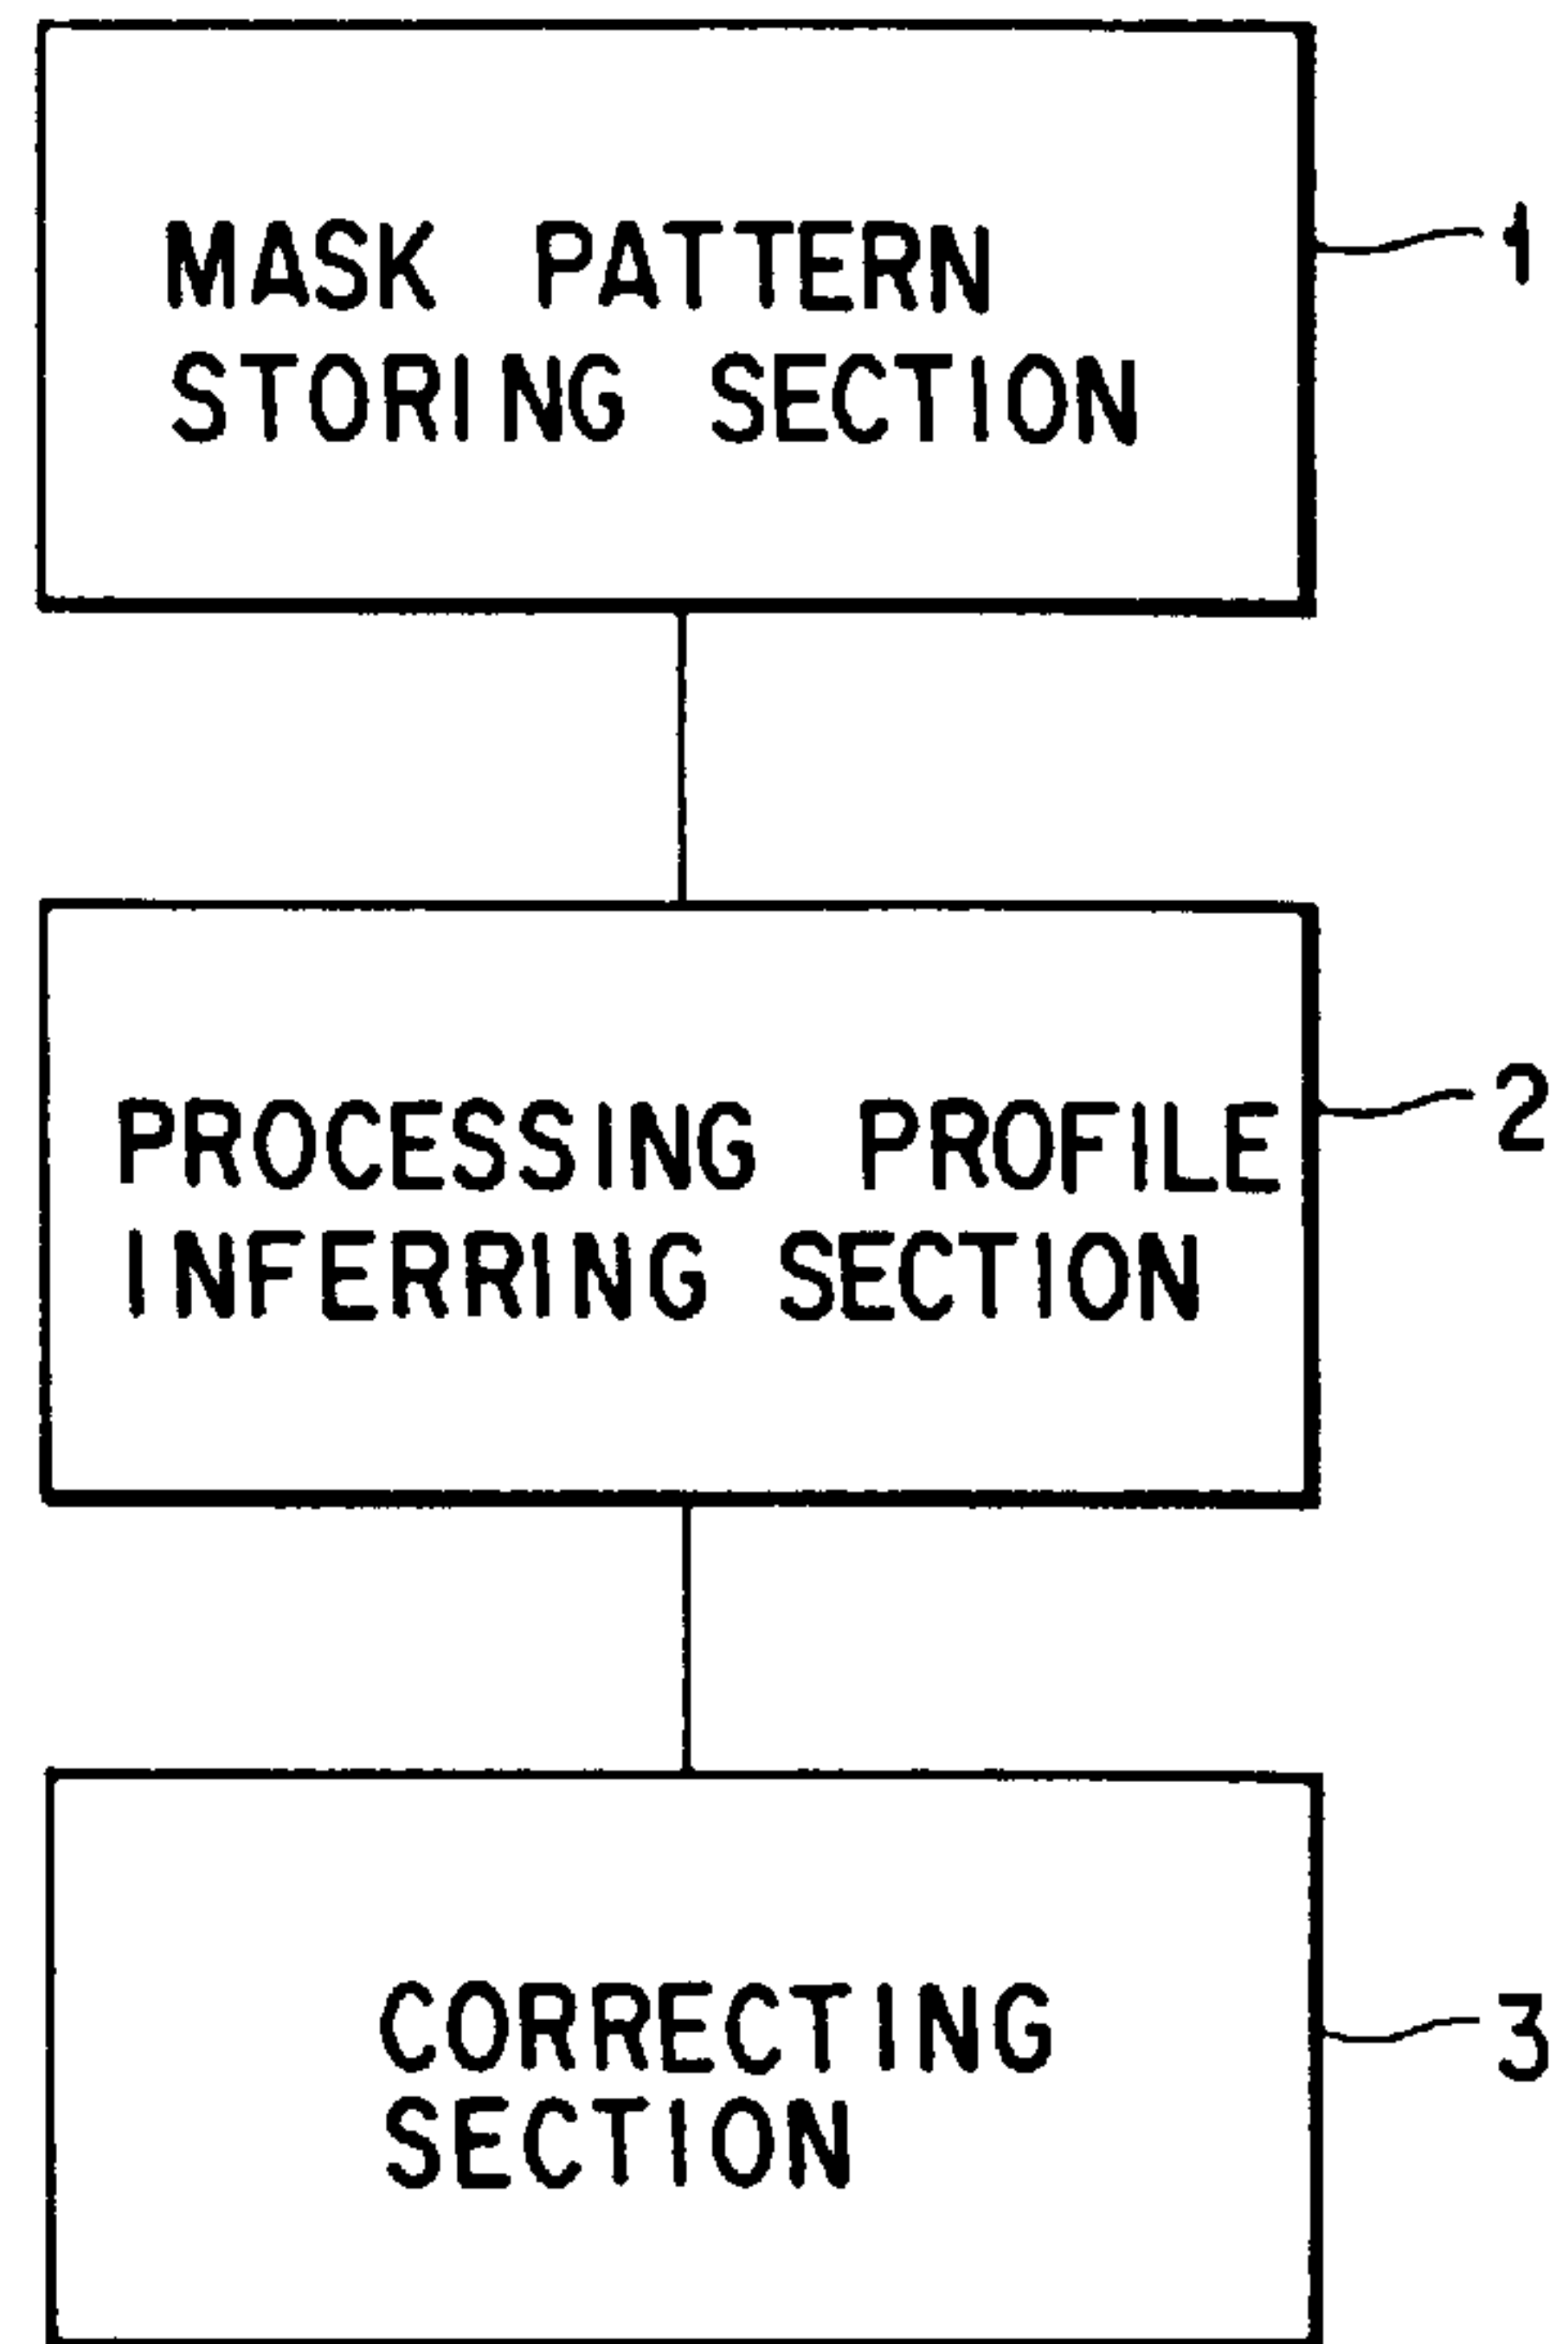 MASK PATTERN
STORING SECTION
1
PROCESSING PROFILE
INFERRING SECTION
2
CORRECTING
SECTION
3